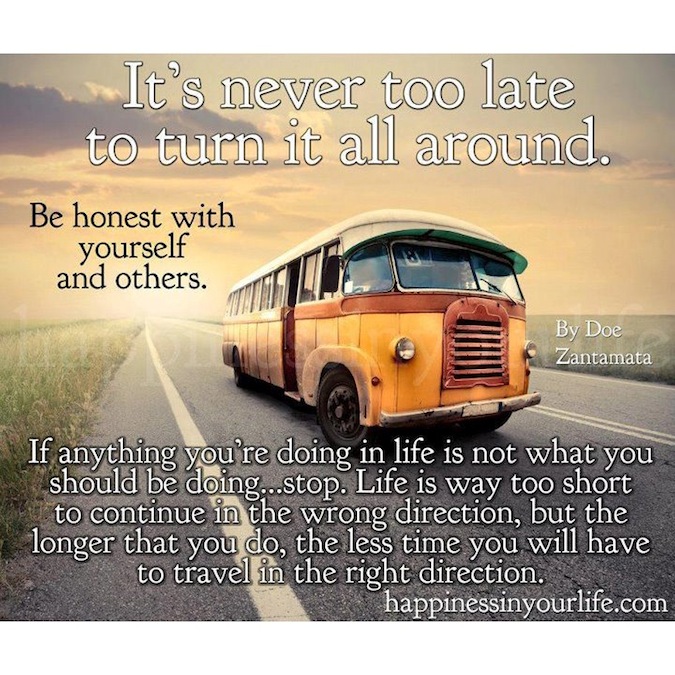 It's never too late
to turn it all around.
Be honest with
yourself
and others.
By Doe
Zantamata
If anything you're doing in life is not what you
should be doing...stop. Life is way too short
to continue in the wrong direction, but the
longer that you do, the less time you will have
to travel in the right direction.
happinessinyourlife.com